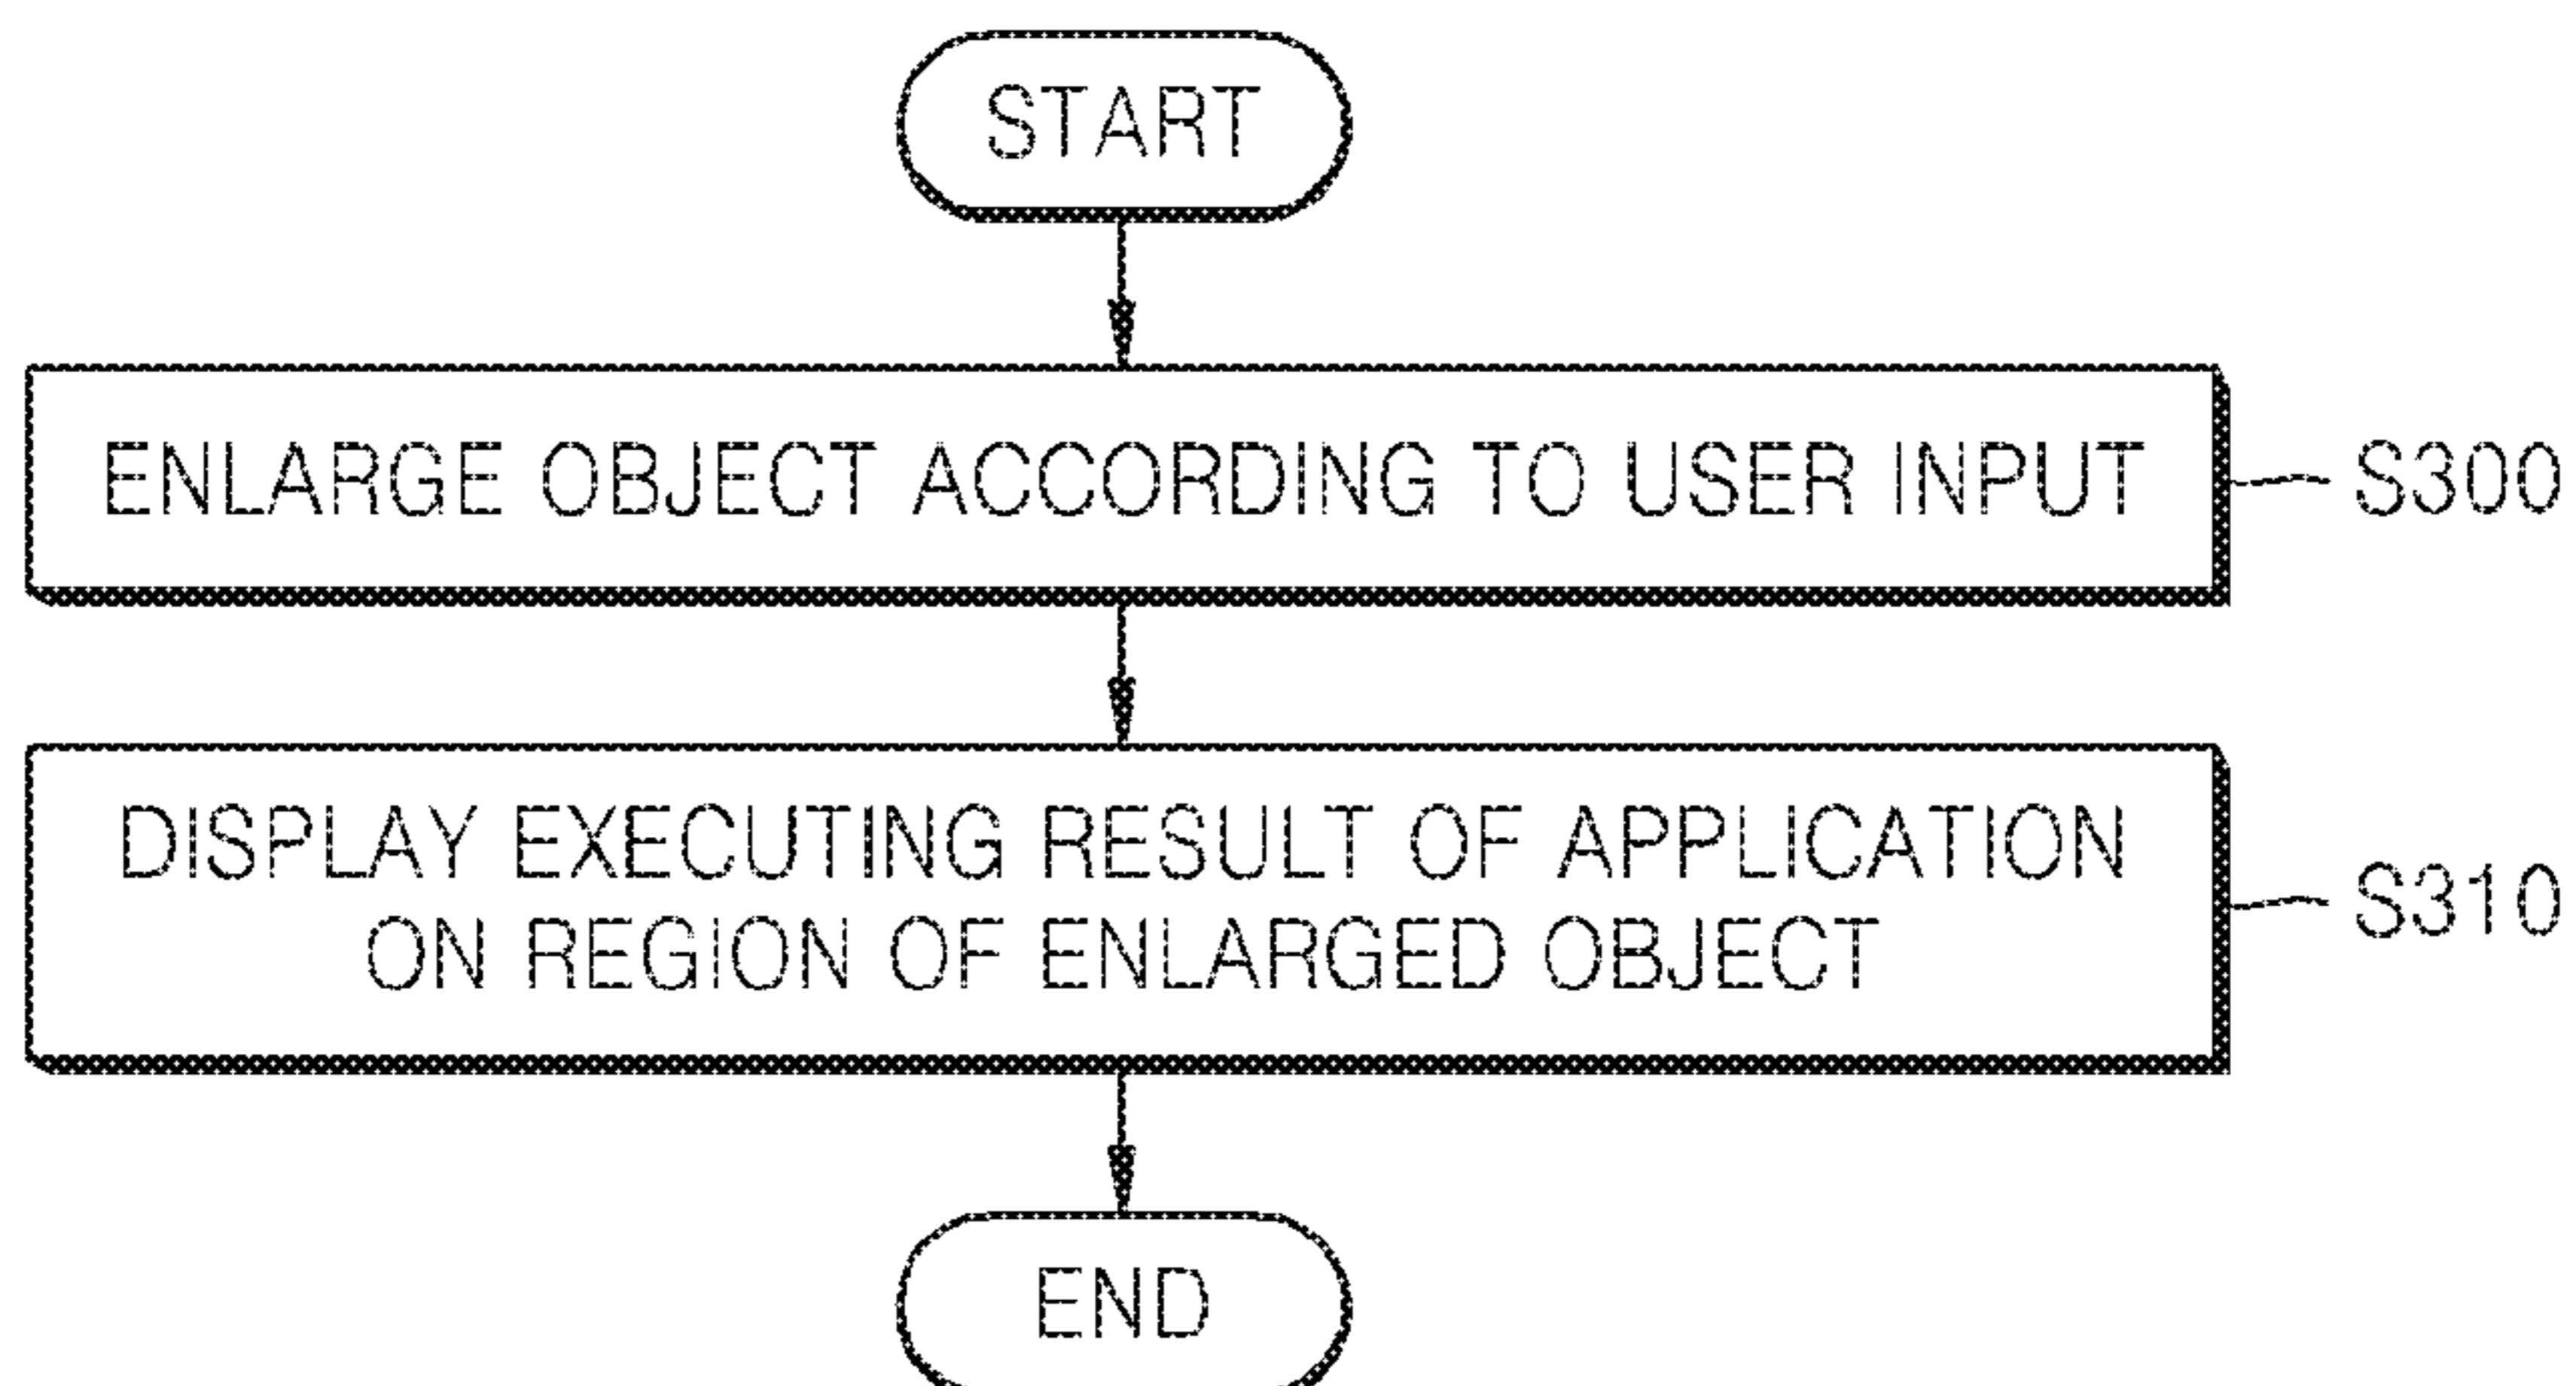 START
ENLARGE OBJECT ACCORDING TO USER INPUT
S300
DISPLAY EXECUTING RESULT OF APPLICATION
ON REGION OF ENLARGED OBJECT
S310
END